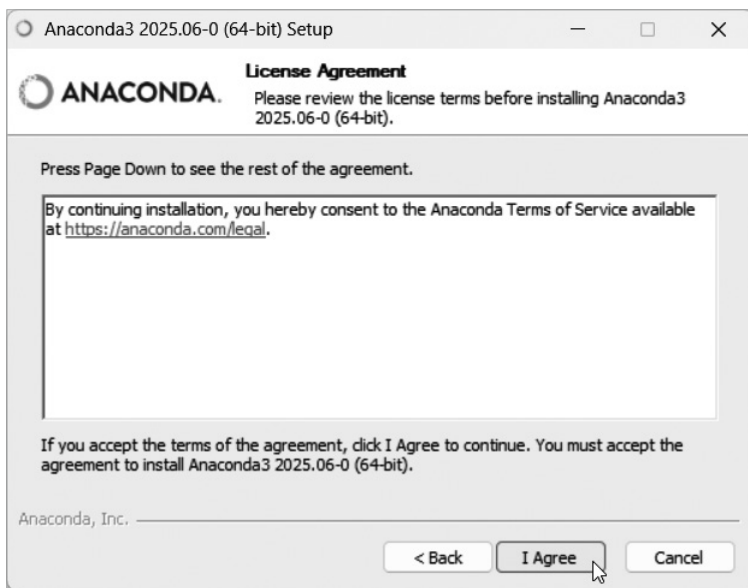 Anaconda3 2025.06-0 (64-bit) Setup
ANACONDA.
License Agreement
Please review the license terms before installing Anaconda3
2025.06-0 (64-bit).
Press Page Down to see the rest of the agreement.
By continuing installation, you hereby consent to the Anaconda Terms of Service available
at https://anaconda.com/legal.
If you accept the terms of the agreement, click I Agree to continue. You must accept the
agreement to install Anaconda3 2025.06-0 (64-bit).
Anaconda, Inc.
< Back
I Agree
Cancel